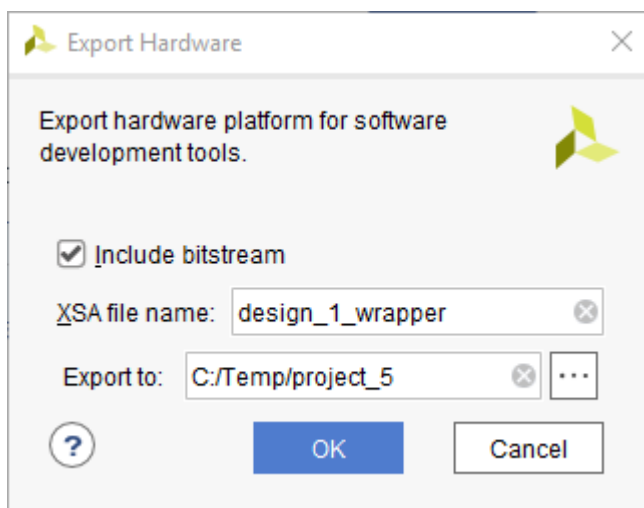 Export Hardware
Export hardware platform for software
development tools.
Include bitstream
XSA file name: design_1_wrapper
Export to: C:/Temp/project_5 ...
? OK Cancel